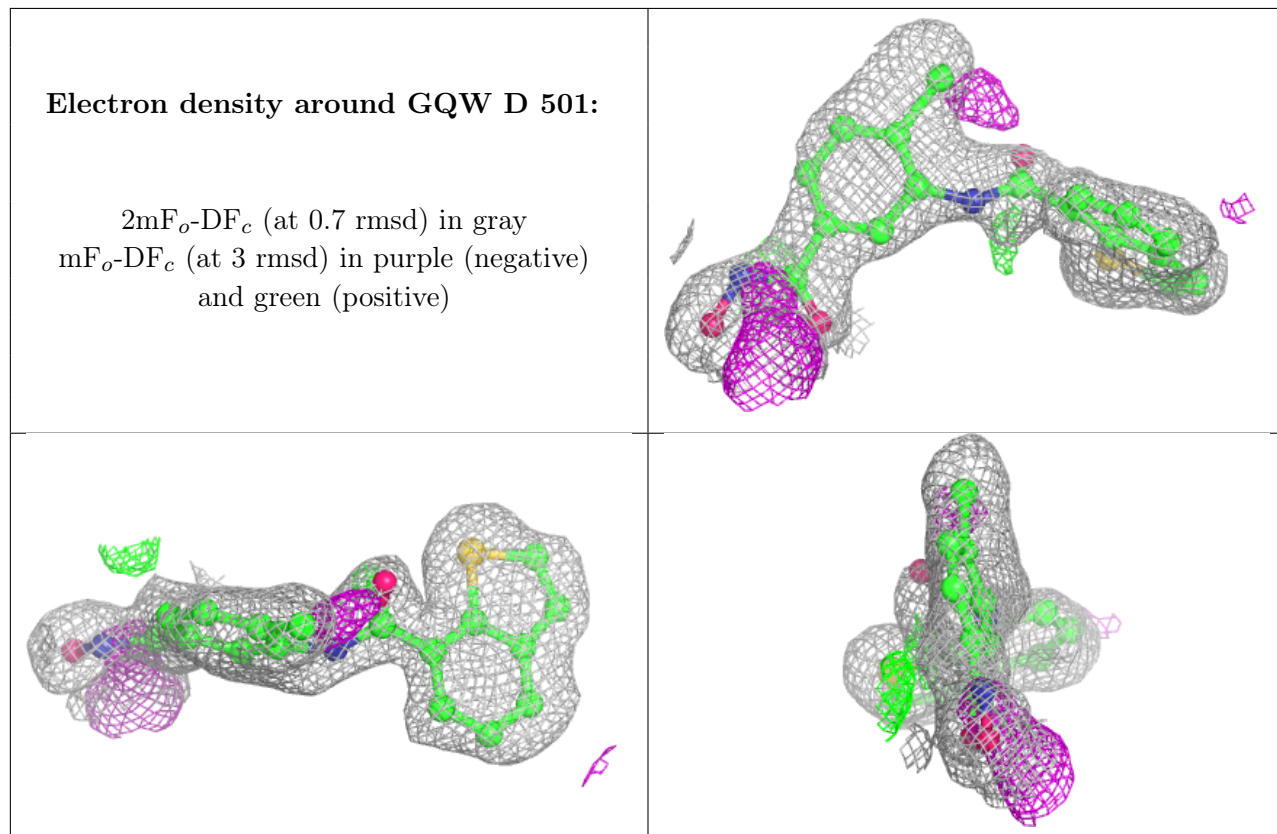 Electron density around GQW D 501:
2mFo-DFc (at 0.7 rmsd) in gray
mFo-DFc (at 3 rmsd) in purple (negative)
and green (positive)